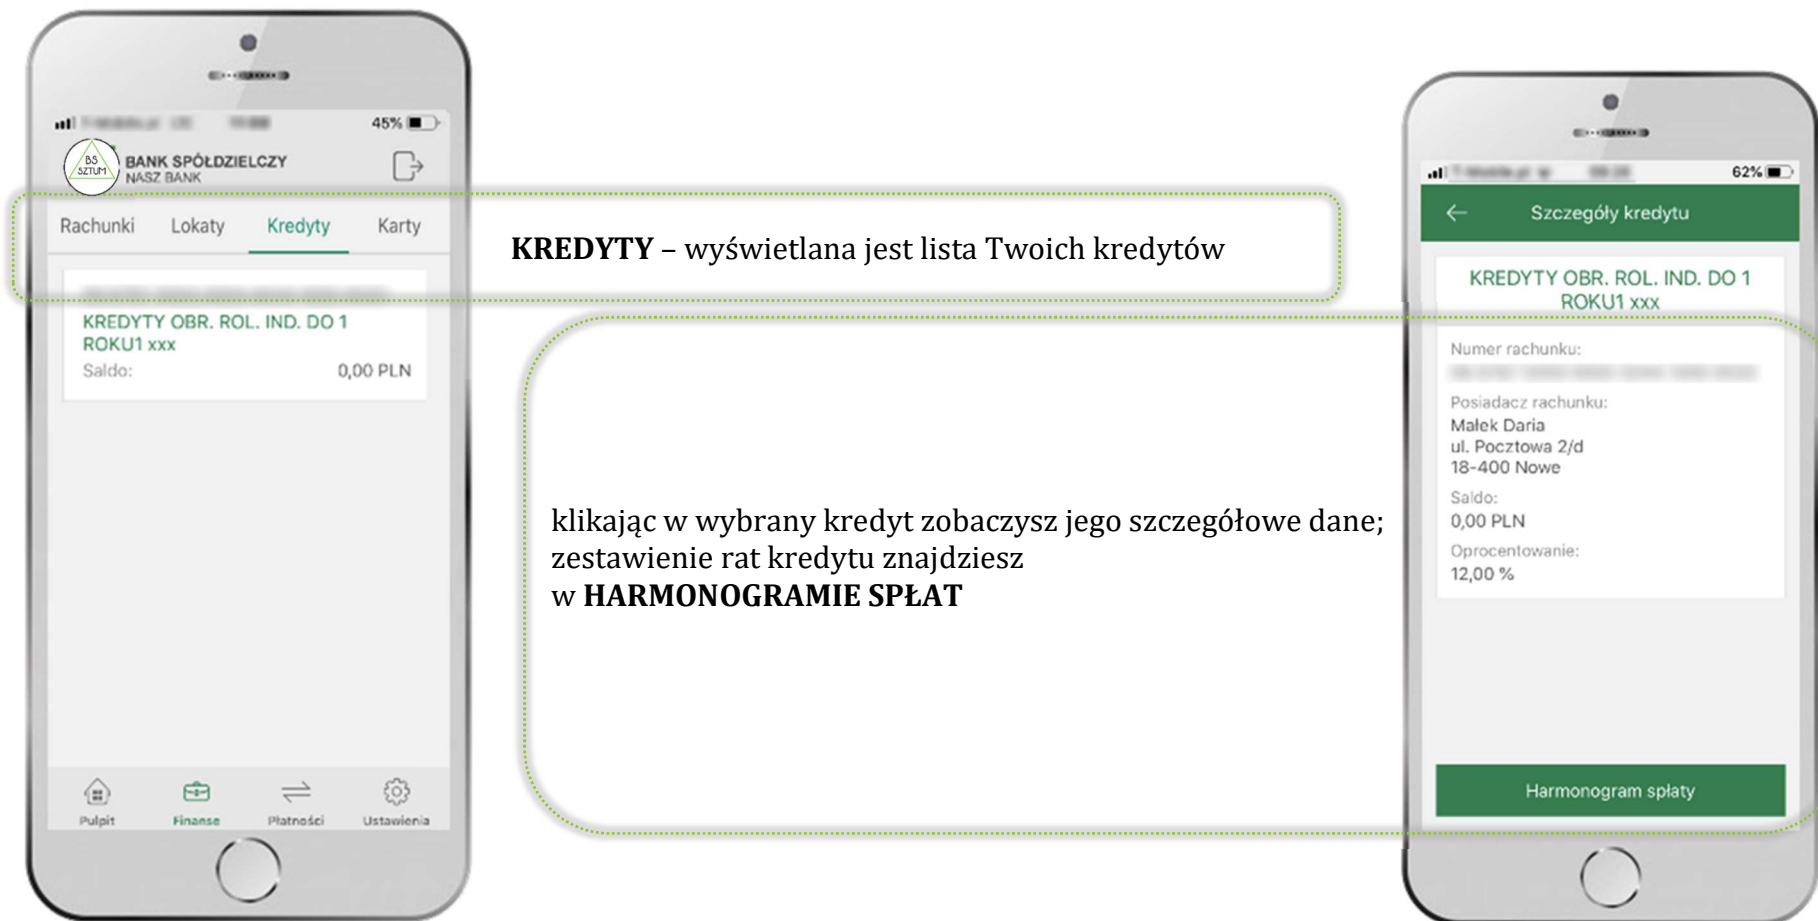 45%
BS
SZTUM
BANK SPÓŁDZIELCZY
NASZ BANK
Rachunki Lokaty Kredyty Karty
KREDYTY OBR. ROL. IND. DO 1
ROKU1 xxx
Saldo: 0,00 PLN
Pulpit Finanse Płatności Ustawienia
KREDYTY – wyświetlana jest lista Twoich kredytów
klikając w wybrany kredyt zobaczysz jego szczegółowe dane;
zestawienie rat kredytu znajdziesz
w HARMONOGRAMIE SPŁAT
62%
Szczegóły kredytu
KREDYTY OBR. ROL. IND. DO 1
ROKU1 xxx
Numer rachunku:
Posiadacz rachunku:
Małek Daria
ul. Pocztowa 2/d
18-400 Nowe
Saldo:
0,00 PLN
Oprocentowanie:
12,00 %
Harmonogram spłaty